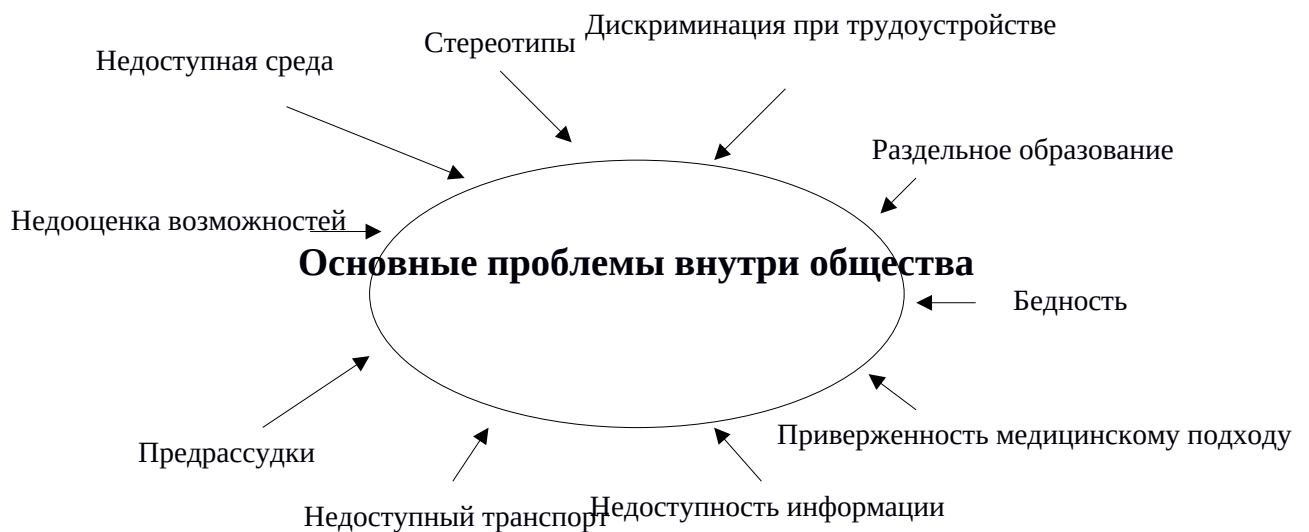 Дискриминация при трудоустройстве
Стереотипы
Недоступная среда
Раздельное образование
Недооценка возможностей
Основные проблемы внутри общества
Бедность
Приверженность медицинскому подходу
Предрассудки
Недоступность информации
Недоступный транспорт